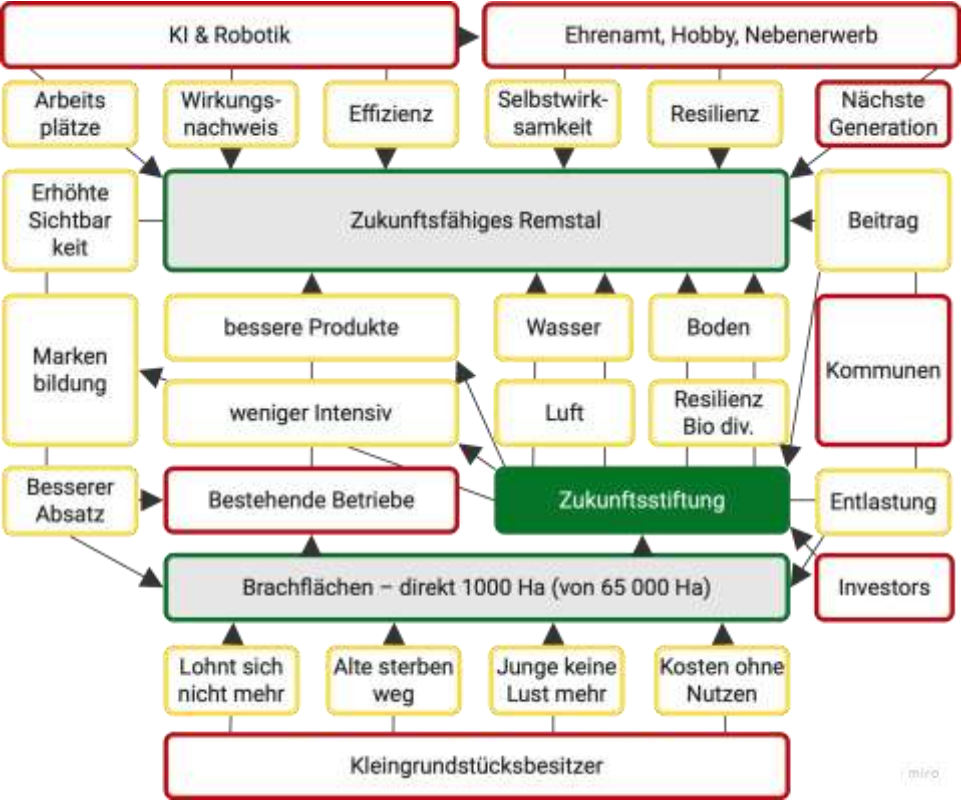 KI & Robotik
Ehrenamt, Hobby, Nebenerwerb
Arbeits
plätze
Wirkungs-
nachweis
Effizienz
Selbstwirk-
samkeit
Resilienz
Nächste
Generation
Erhöhte
Sichtbar
keit
Zukunftsfähiges Remstal
Beitrag
Marken
bildung
bessere Produkte
Wasser
Boden
Kommunen
weniger Intensiv
Luft
Resilienz
Bio div.
Besserer
Absatz
Bestehende Betriebe
Zukunftsstiftung
Entlastung
Brachflächen – direkt 1000 Ha (von 65 000 Ha)
Investors
Lohnt sich
nicht mehr
Alte sterben
weg
Junge keine
Lust mehr
Kosten ohne
Nutzen
Kleingrundstücksbesitzer
miro